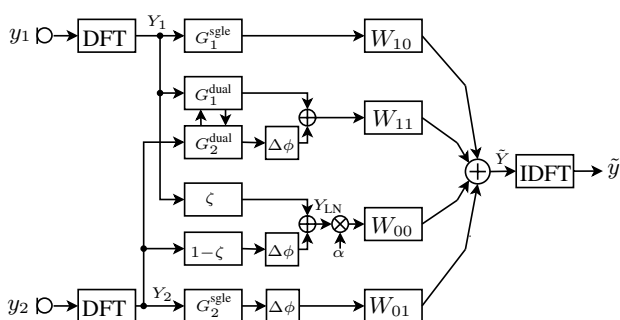 y₁ DFT Y₁ G₁ˢᵍˡᵉ W₁₀
G₁ᵈᵘᵃˡ W₁₁
G₂ᵈᵘᵃˡ Δϕ
Ỹ IDFT ỹ
ζ Y_LN W₀₀
1−ζ Δϕ α
y₂ DFT Y₂ G₂ˢᵍˡᵉ Δϕ W₀₁